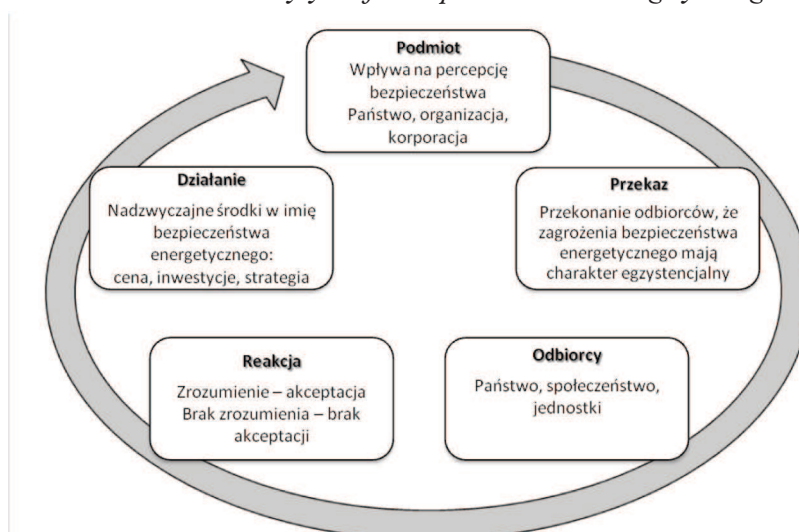 Podmiot
Wpływa na percepcję
bezpieczeństwa
Państwo, organizacja,
korporacja
Przekaz
Przekonanie odbiorców, że
zagrożenia bezpieczeństwa
energetycznego mają
charakter egzystencjalny
Odbiorcy
Państwo, społeczeństwo,
jednostki
Reakcja
Zrozumienie – akceptacja
Brak zrozumienia – brak
akceptacji
Działanie
Nadzwyczajne środki w imię
bezpieczeństwa
energetycznego:
cena, inwestycje, strategia